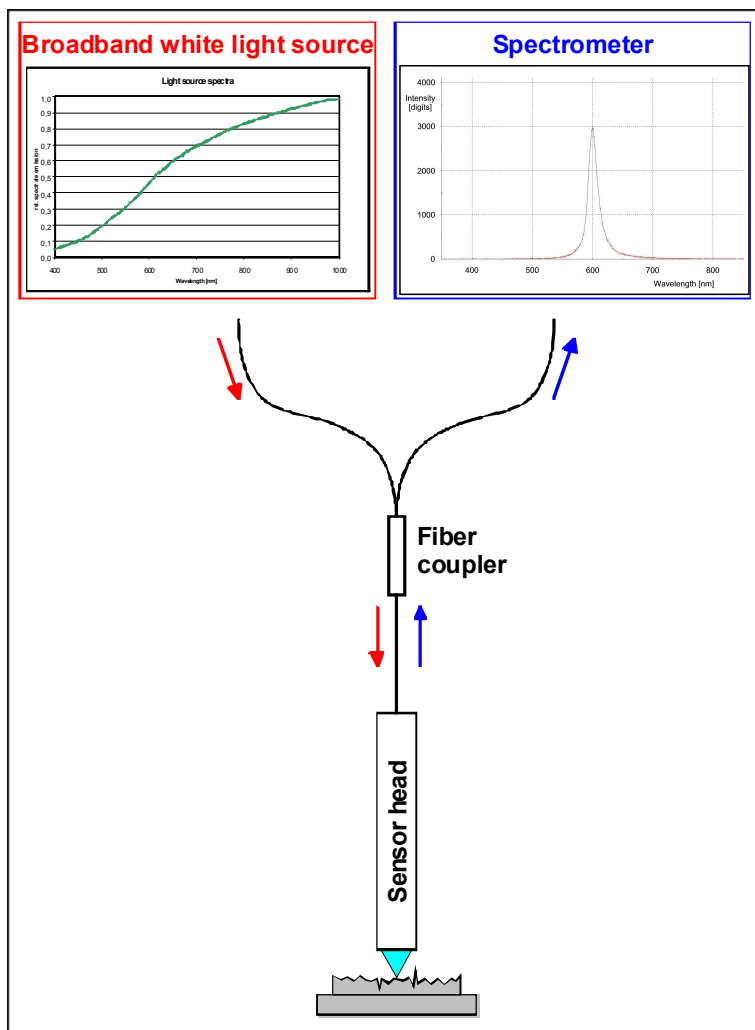 Broadband white light source
Light source spectra
1,0
0,9
0,8
0,7
0,6
0,5
0,4
0,3
0,2
0,1
0,0
rel. spectrale emission
400 500 600 700 800 900 1000
Wavelength [nm]
Spectrometer
4000
Intensity
[digits]
3000
2000
1000
0
400 500 600 700 800
Wavelength [nm]
Fiber
coupler
Sensor head